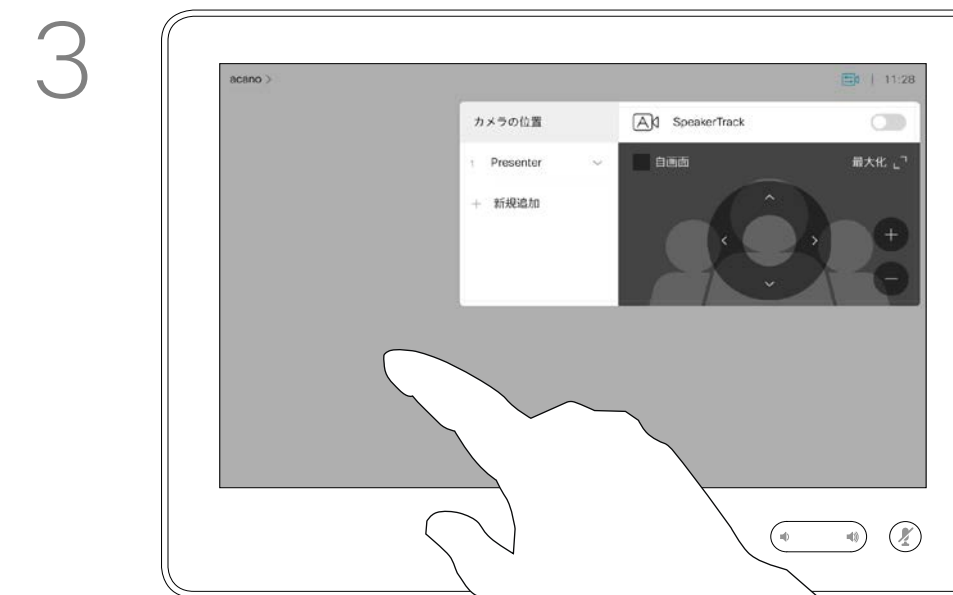 3
acano >
11:28
カメラの位置
SpeakerTrack
1 Presenter
自画面
最大化
+ 新規追加